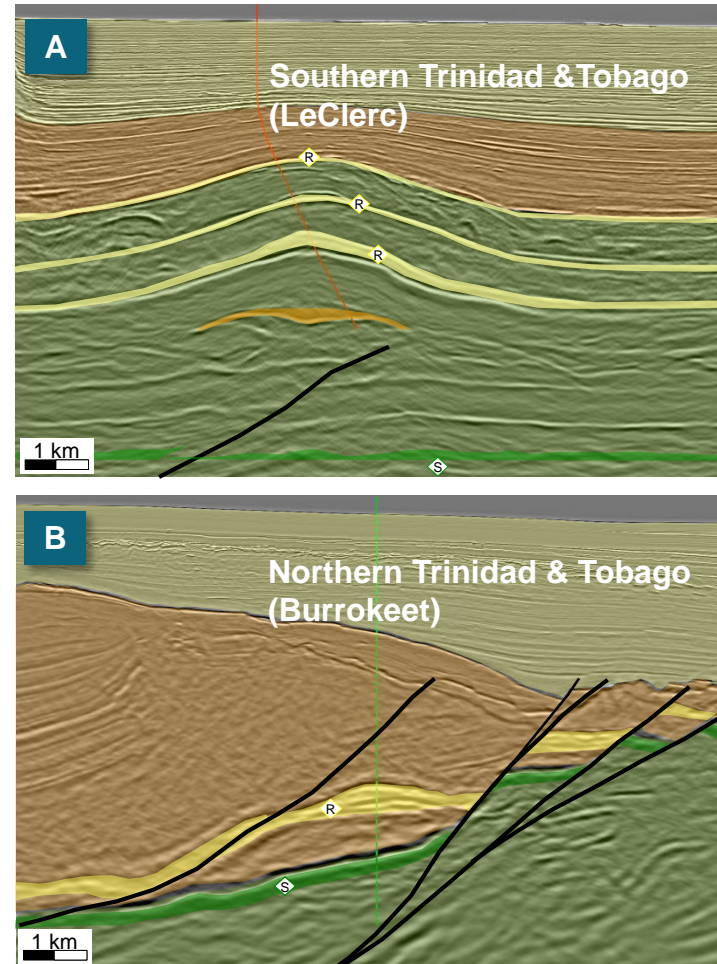 A
Southern Trinidad &Tobago
(LeClerc)
R
R
R
1 km
S
B
Northern Trinidad & Tobago
(Burrokeet)
R
S
1 km